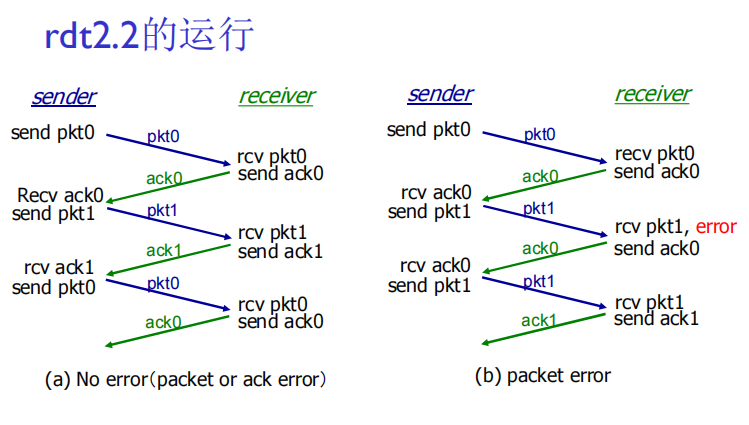 rdt2.2的运行
sender
receiver
send pkt0
pkt0
rcv pkt0
send ack0
ack0
Recv ack0
send pkt1
pkt1
rcv pkt1
send ack1
ack1
rcv ack1
send pkt0
pkt0
rcv pkt0
send ack0
ack0
(a) No error(packet or ack error)
sender
receiver
send pkt0
pkt0
recv pkt0
send ack0
ack0
rcv ack0
send pkt1
pkt1
rcv pkt1, error
send ack0
ack0
rcv ack0
send pkt1
pkt1
rcv pkt1
send ack1
ack1
(b) packet error